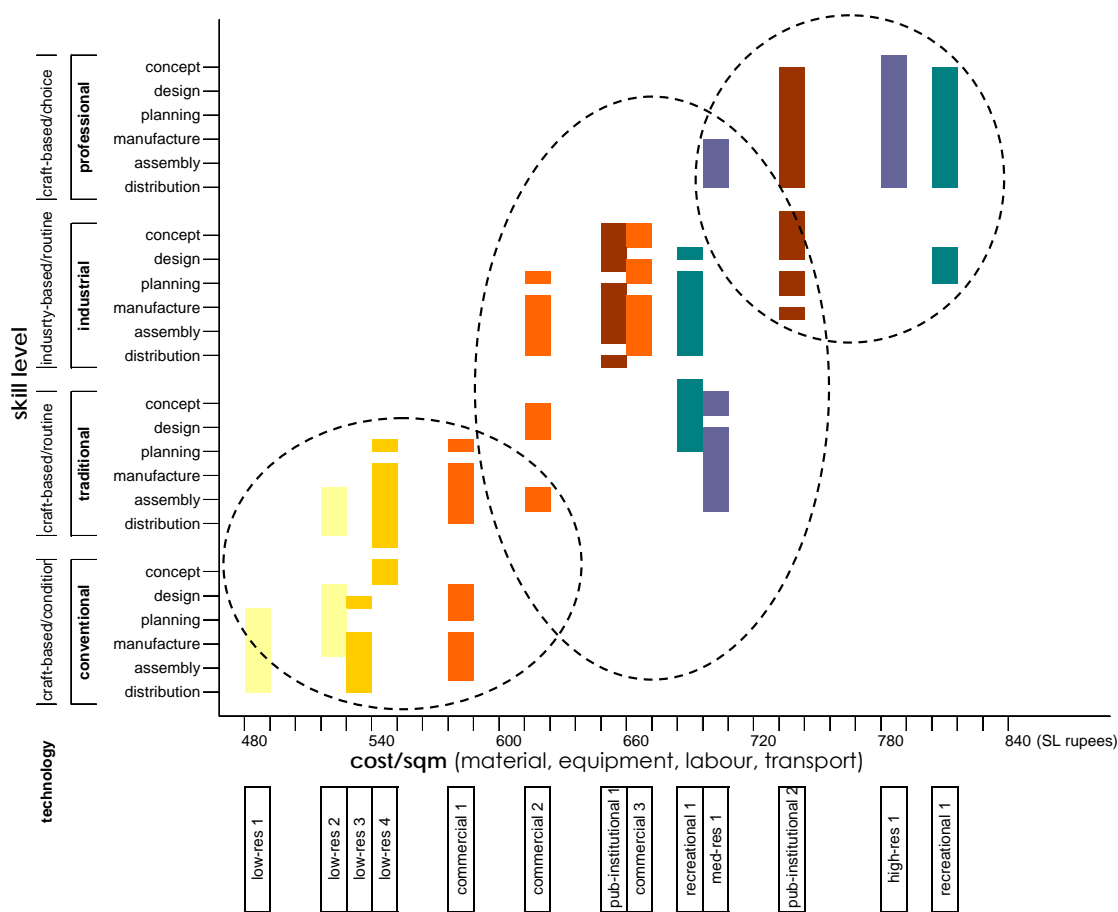 skill level
craft-based/choice
professional
concept
design
planning
manufacture
assembly
distribution
indusrty-based/routine
industrial
concept
design
planning
manufacture
assembly
distribution
craft-based/routine
traditional
concept
design
planning
manufacture
assembly
distribution
craft-based/condition
conventional
concept
design
planning
manufacture
assembly
distribution
480 540 600 660 720 780 840 (SL rupees)
cost/sqm (material, equipment, labour, transport)
technology
low-res 1
low-res 2
low-res 3
low-res 4
commercial 1
commercial 2
pub-institutional 1
commercial 3
recreational 1
med-res 1
pub-institutional 2
high-res 1
recreational 1